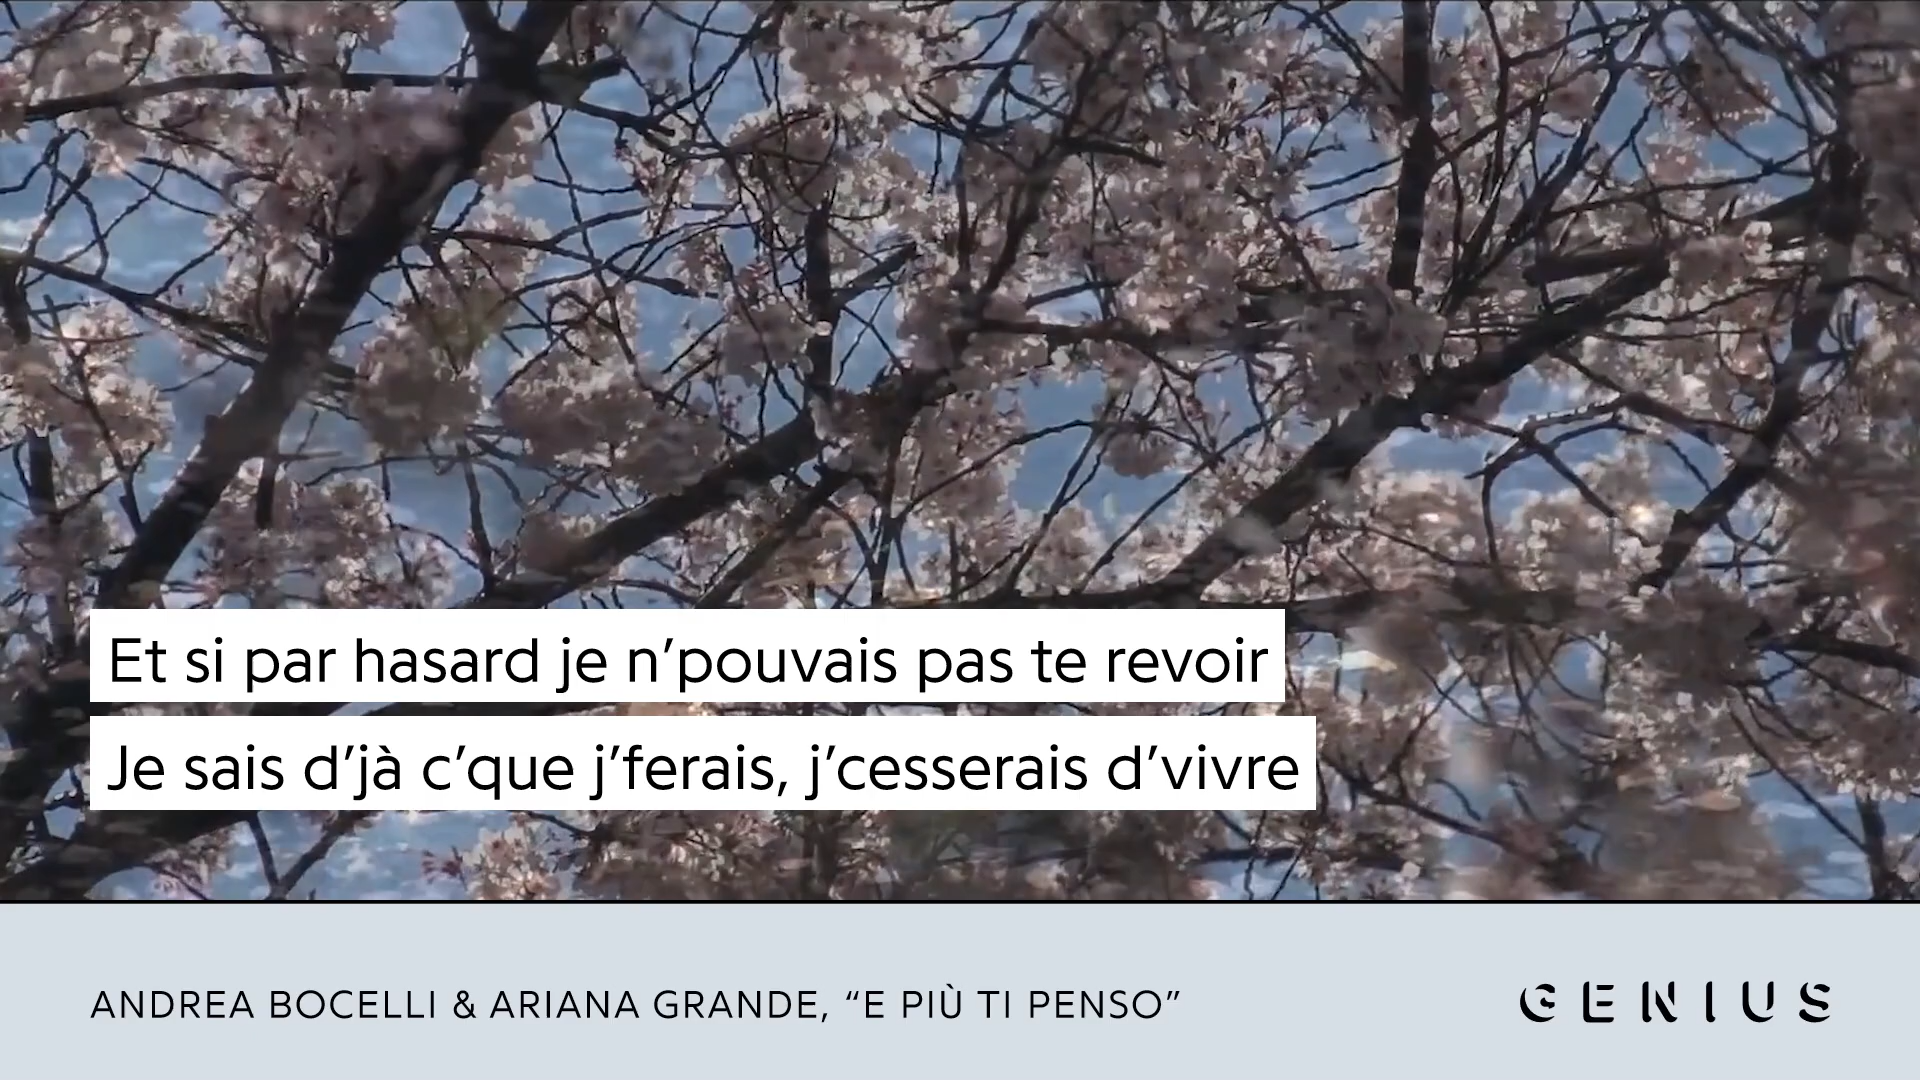 Et si par hasard je n’pouvais pas te revoir
Je sais d’jà c’que j’ferais, j’cesserais d’vivre
ANDREA BOCELLI & ARIANA GRANDE, “E PIÙ TI PENSO”
GENIUS